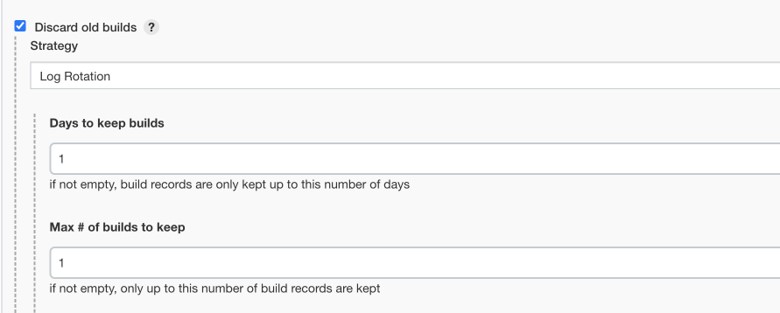 Discard old builds ?
Strategy
Log Rotation
Days to keep builds
1
if not empty, build records are only kept up to this number of days
Max # of builds to keep
1
if not empty, only up to this number of build records are kept